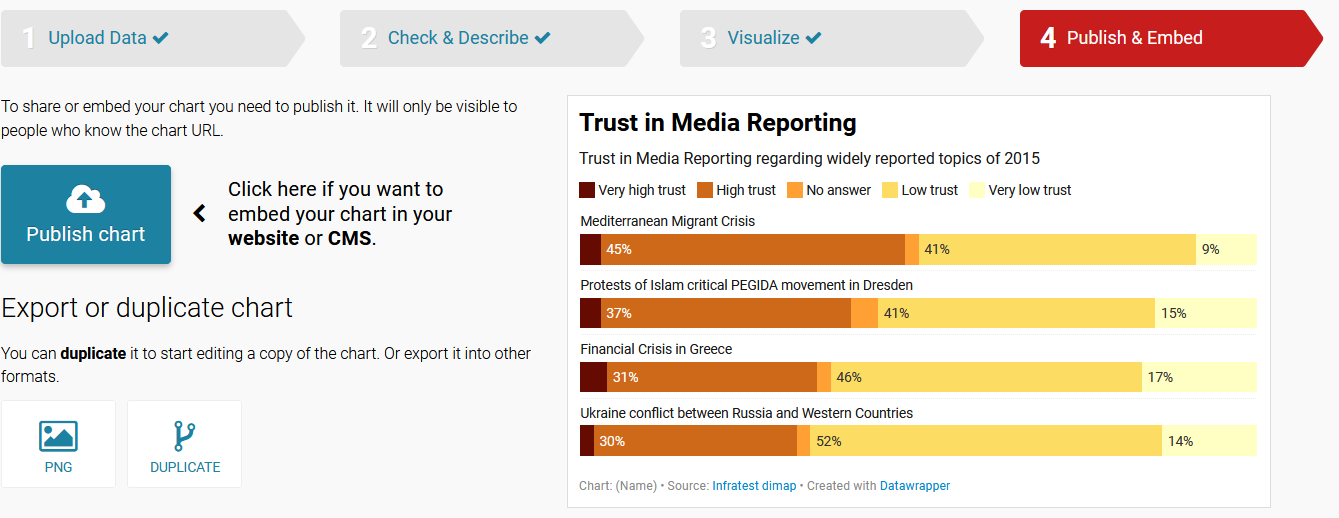 1 Upload Data
2 Check & Describe
3 Visualize
4 Publish & Embed
To share or embed your chart you need to publish it. It will only be visible to
people who know the chart URL.
Publish chart
Click here if you want to
embed your chart in your
website or CMS.
Export or duplicate chart
You can duplicate it to start editing a copy of the chart. Or export it into other
formats.
PNG
DUPLICATE
Trust in Media Reporting
Trust in Media Reporting regarding widely reported topics of 2015
Very high trust High trust No answer Low trust Very low trust
Mediterranean Migrant Crisis
45% 41% 9%
Protests of Islam critical PEGIDA movement in Dresden
37% 41% 15%
Financial Crisis in Greece
31% 46% 17%
Ukraine conflict between Russia and Western Countries
30% 52% 14%
Chart: (Name) • Source: Infratest dimap • Created with Datawrapper